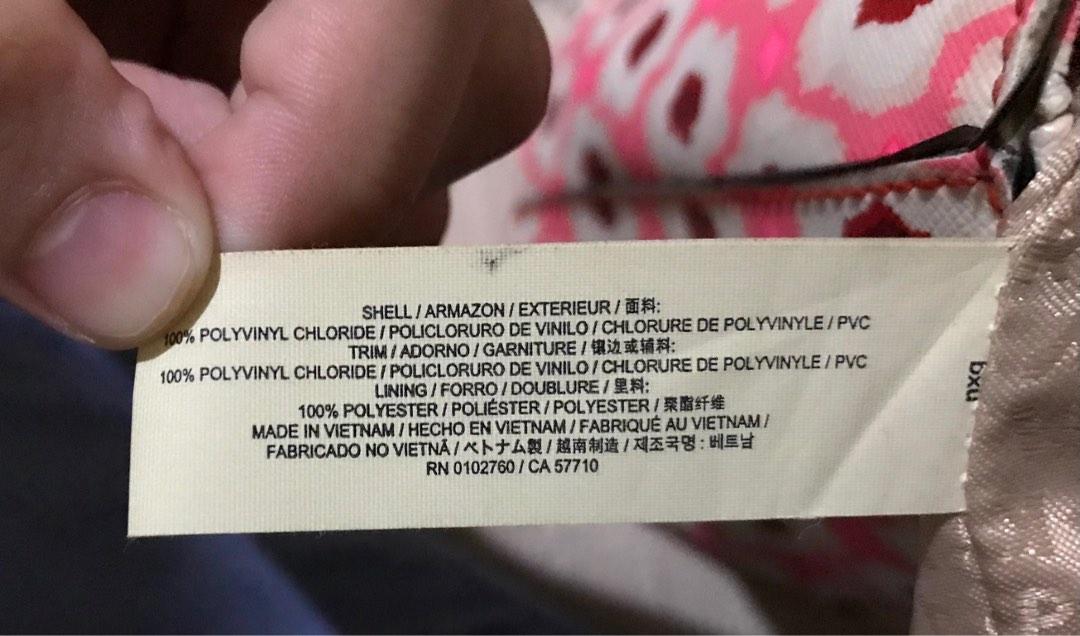 SHELL / ARMAZON / EXTERIEUR / 面料:
100% POLYVINYL CHLORIDE / POLICLORURO DE VINILO / CHLORURE DE POLYVINYLE / PVC
TRIM / ADORNO / GARNITURE / 镶边或辅料:
100% POLYVINYL CHLORIDE / POLICLORURO DE VINILO / CHLORURE DE POLYVINYLE / PVC
LINING / FORRO / DOUBLURE / 里料:
100% POLYESTER / POLIÉSTER / POLYESTER / 聚酯纤维
MADE IN VIETNAM / HECHO EN VIETNAM / FABRIQUÉ AU VIETNAM /
FABRICADO NO VIETNÃ / ベトナム製 / 越南制造 / 제조국명 : 베트남
RN 0102760 / CA 57710
bxu